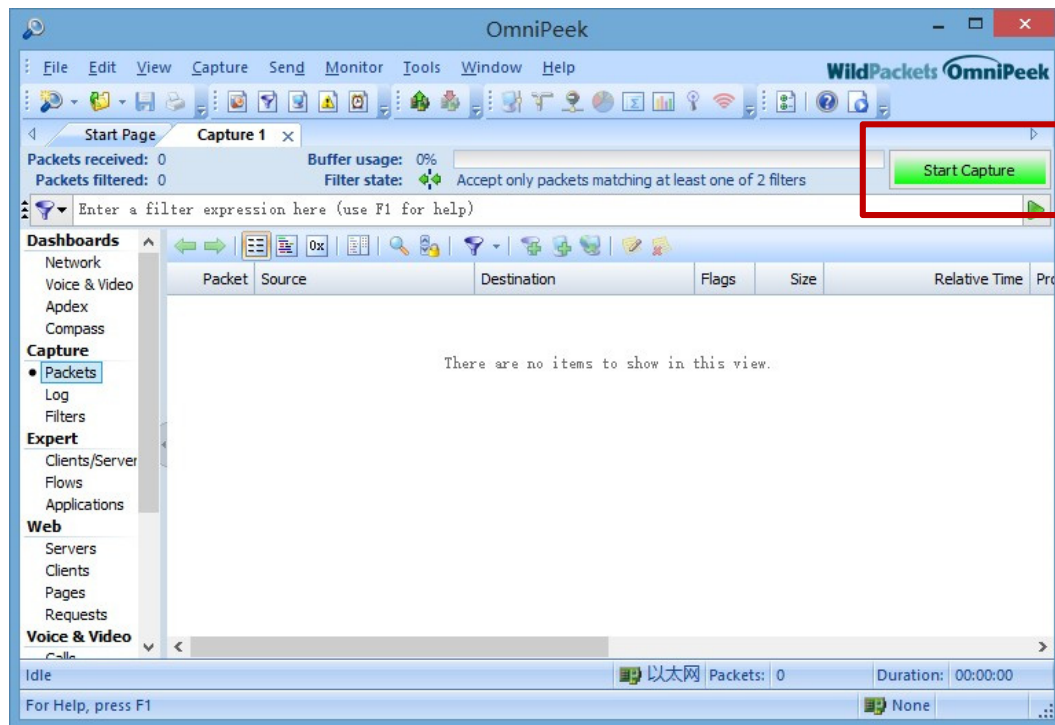 OmniPeek
File Edit View Capture Send Monitor Tools Window Help
WildPackets OmniPeek
Start Page Capture 1
Packets received: 0 Buffer usage: 0%
Packets filtered: 0 Filter state: Accept only packets matching at least one of 2 filters
Start Capture
Enter a filter expression here (use F1 for help)
Dashboards
Network
Voice & Video
Apdex
Compass
Capture
Packets
Log
Filters
Expert
Clients/Server
Flows
Applications
Web
Servers
Clients
Pages
Requests
Voice & Video
0x
Packet Source Destination Flags Size Relative Time Pro
There are no items to show in this view.
Idle 以太网 Packets: 0 Duration: 00:00:00
For Help, press F1 None